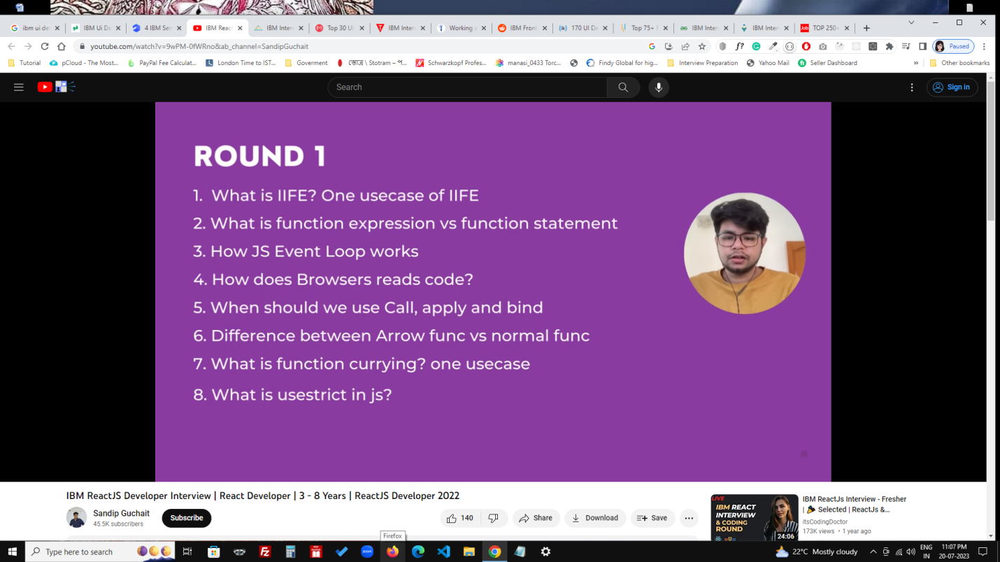 ibm ui de
IBM Ui De
4 IBM Sen
IBM Reac
IBM Inter
Top 30 UI
IBM Inter
Working a
IBM Front
170 UI De
Top 75+
IBM Inter
IBM Inter
TOP 250+
youtube.com/watch?v=9wPM-0fWRno&ab_channel=SandipGuchait
Paused
Tutorial
pCloud - The Most...
PayPal Fee Calculat...
London Time to IST...
Goverment
Schwarzkopf Profes...
manasi_0433 Torc...
Findy Global for hig...
Interview Preparation
Yahoo Mail
Seller Dashboard
»
Other bookmarks
Search
Sign in
ROUND 1
1. What is IIFE? One usecase of IIFE
2. What is function expression vs function statement
3. How JS Event Loop works
4. How does Browsers reads code?
5. When should we use Call, apply and bind
6. Difference between Arrow func vs normal func
7. What is function currying? one usecase
8. What is usestrict in js?
IBM ReactJS Developer Interview | React Developer | 3 - 8 Years | ReactJS Developer 2022
Sandip Guchait
45.5K subscribers
Subscribe
140
Share
Download
Save
LIVE
IBM REACT
INTERVIEW
& CODING
ROUND
24:06
IBM ReactJs Interview - Fresher
| 🎉 Selected | ReactJs &...
itsCodingDoctor
173K views • 1 year ago
Firefox
Type here to search
zoom
22°C Mostly cloudy
ENG
IN
11:07 PM
20-07-2023